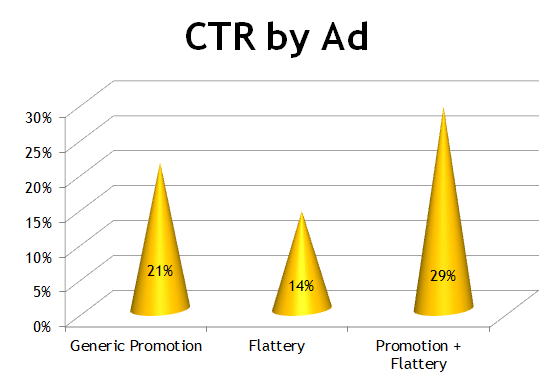 CTR by Ad
30%
25%
20%
15%
10%
5%
0%
21%
14%
29%
Generic Promotion
Flattery
Promotion +
Flattery